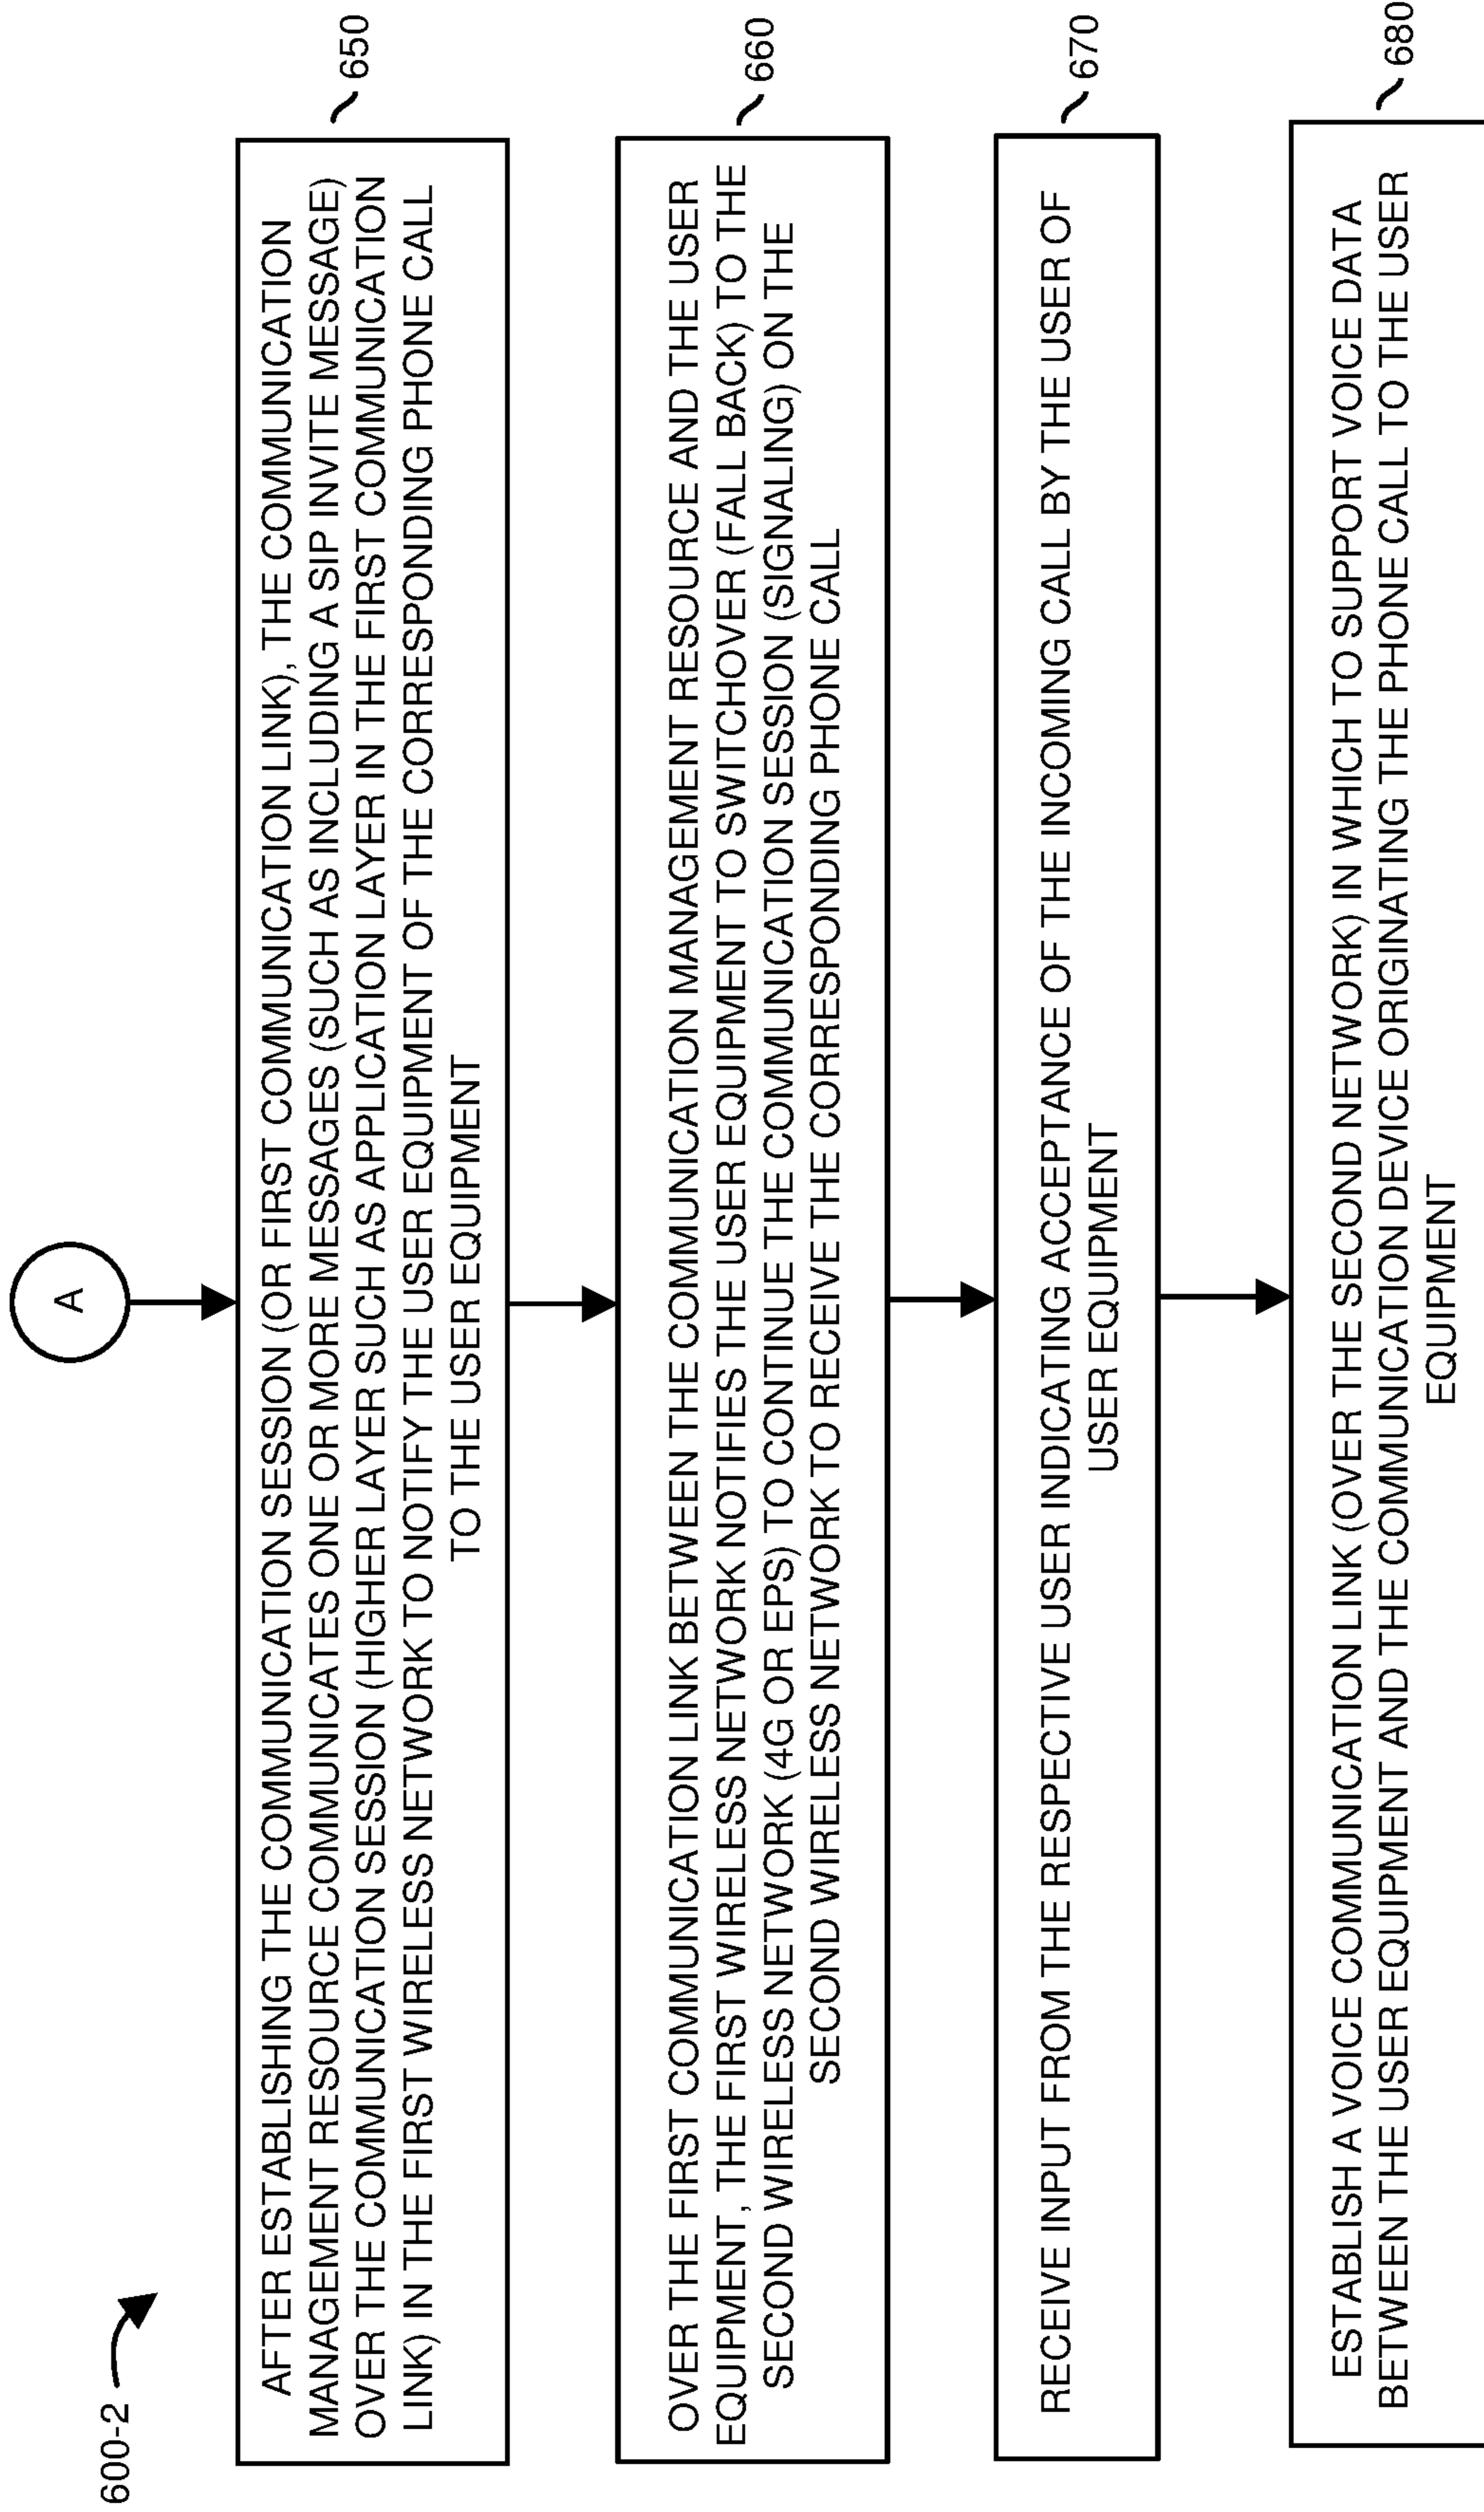 600-2
A
AFTER ESTABLISHING THE COMMUNICATION SESSION (OR FIRST COMMUNICATION LINK), THE COMMUNICATION
MANAGEMENT RESOURCE COMMUNICATES ONE OR MORE MESSAGES (SUCH AS INCLUDING A SIP INVITE MESSAGE)
OVER THE COMMUNICATION SESSION (HIGHER LAYER SUCH AS APPLICATION LAYER IN THE FIRST COMMUNICATION
LINK) IN THE FIRST WIRELESS NETWORK TO NOTIFY THE USER EQUIPMENT OF THE CORRESPONDING PHONE CALL
TO THE USER EQUIPMENT
650
OVER THE FIRST COMMUNICATION LINK BETWEEN THE COMMUNICATION MANAGEMENT RESOURCE AND THE USER
EQUIPMENT, THE FIRST WIRELESS NETWORK NOTIFIES THE USER EQUIPMENT TO SWITCHOVER (FALL BACK) TO THE
SECOND WIRELESS NETWORK (4G OR EPS) TO CONTINUE THE COMMUNICATION SESSION (SIGNALING) ON THE
SECOND WIRELESS NETWORK TO RECEIVE THE CORRESPONDING PHONE CALL
660
RECEIVE INPUT FROM THE RESPECTIVE USER INDICATING ACCEPTANCE OF THE INCOMING CALL BY THE USER OF
USER EQUIPMENT
670
ESTABLISH A VOICE COMMUNICATION LINK (OVER THE SECOND NETWORK) IN WHICH TO SUPPORT VOICE DATA
BETWEEN THE USER EQUIPMENT AND THE COMMUNICATION DEVICE ORIGINATING THE PHONE CALL TO THE USER
EQUIPMENT
680